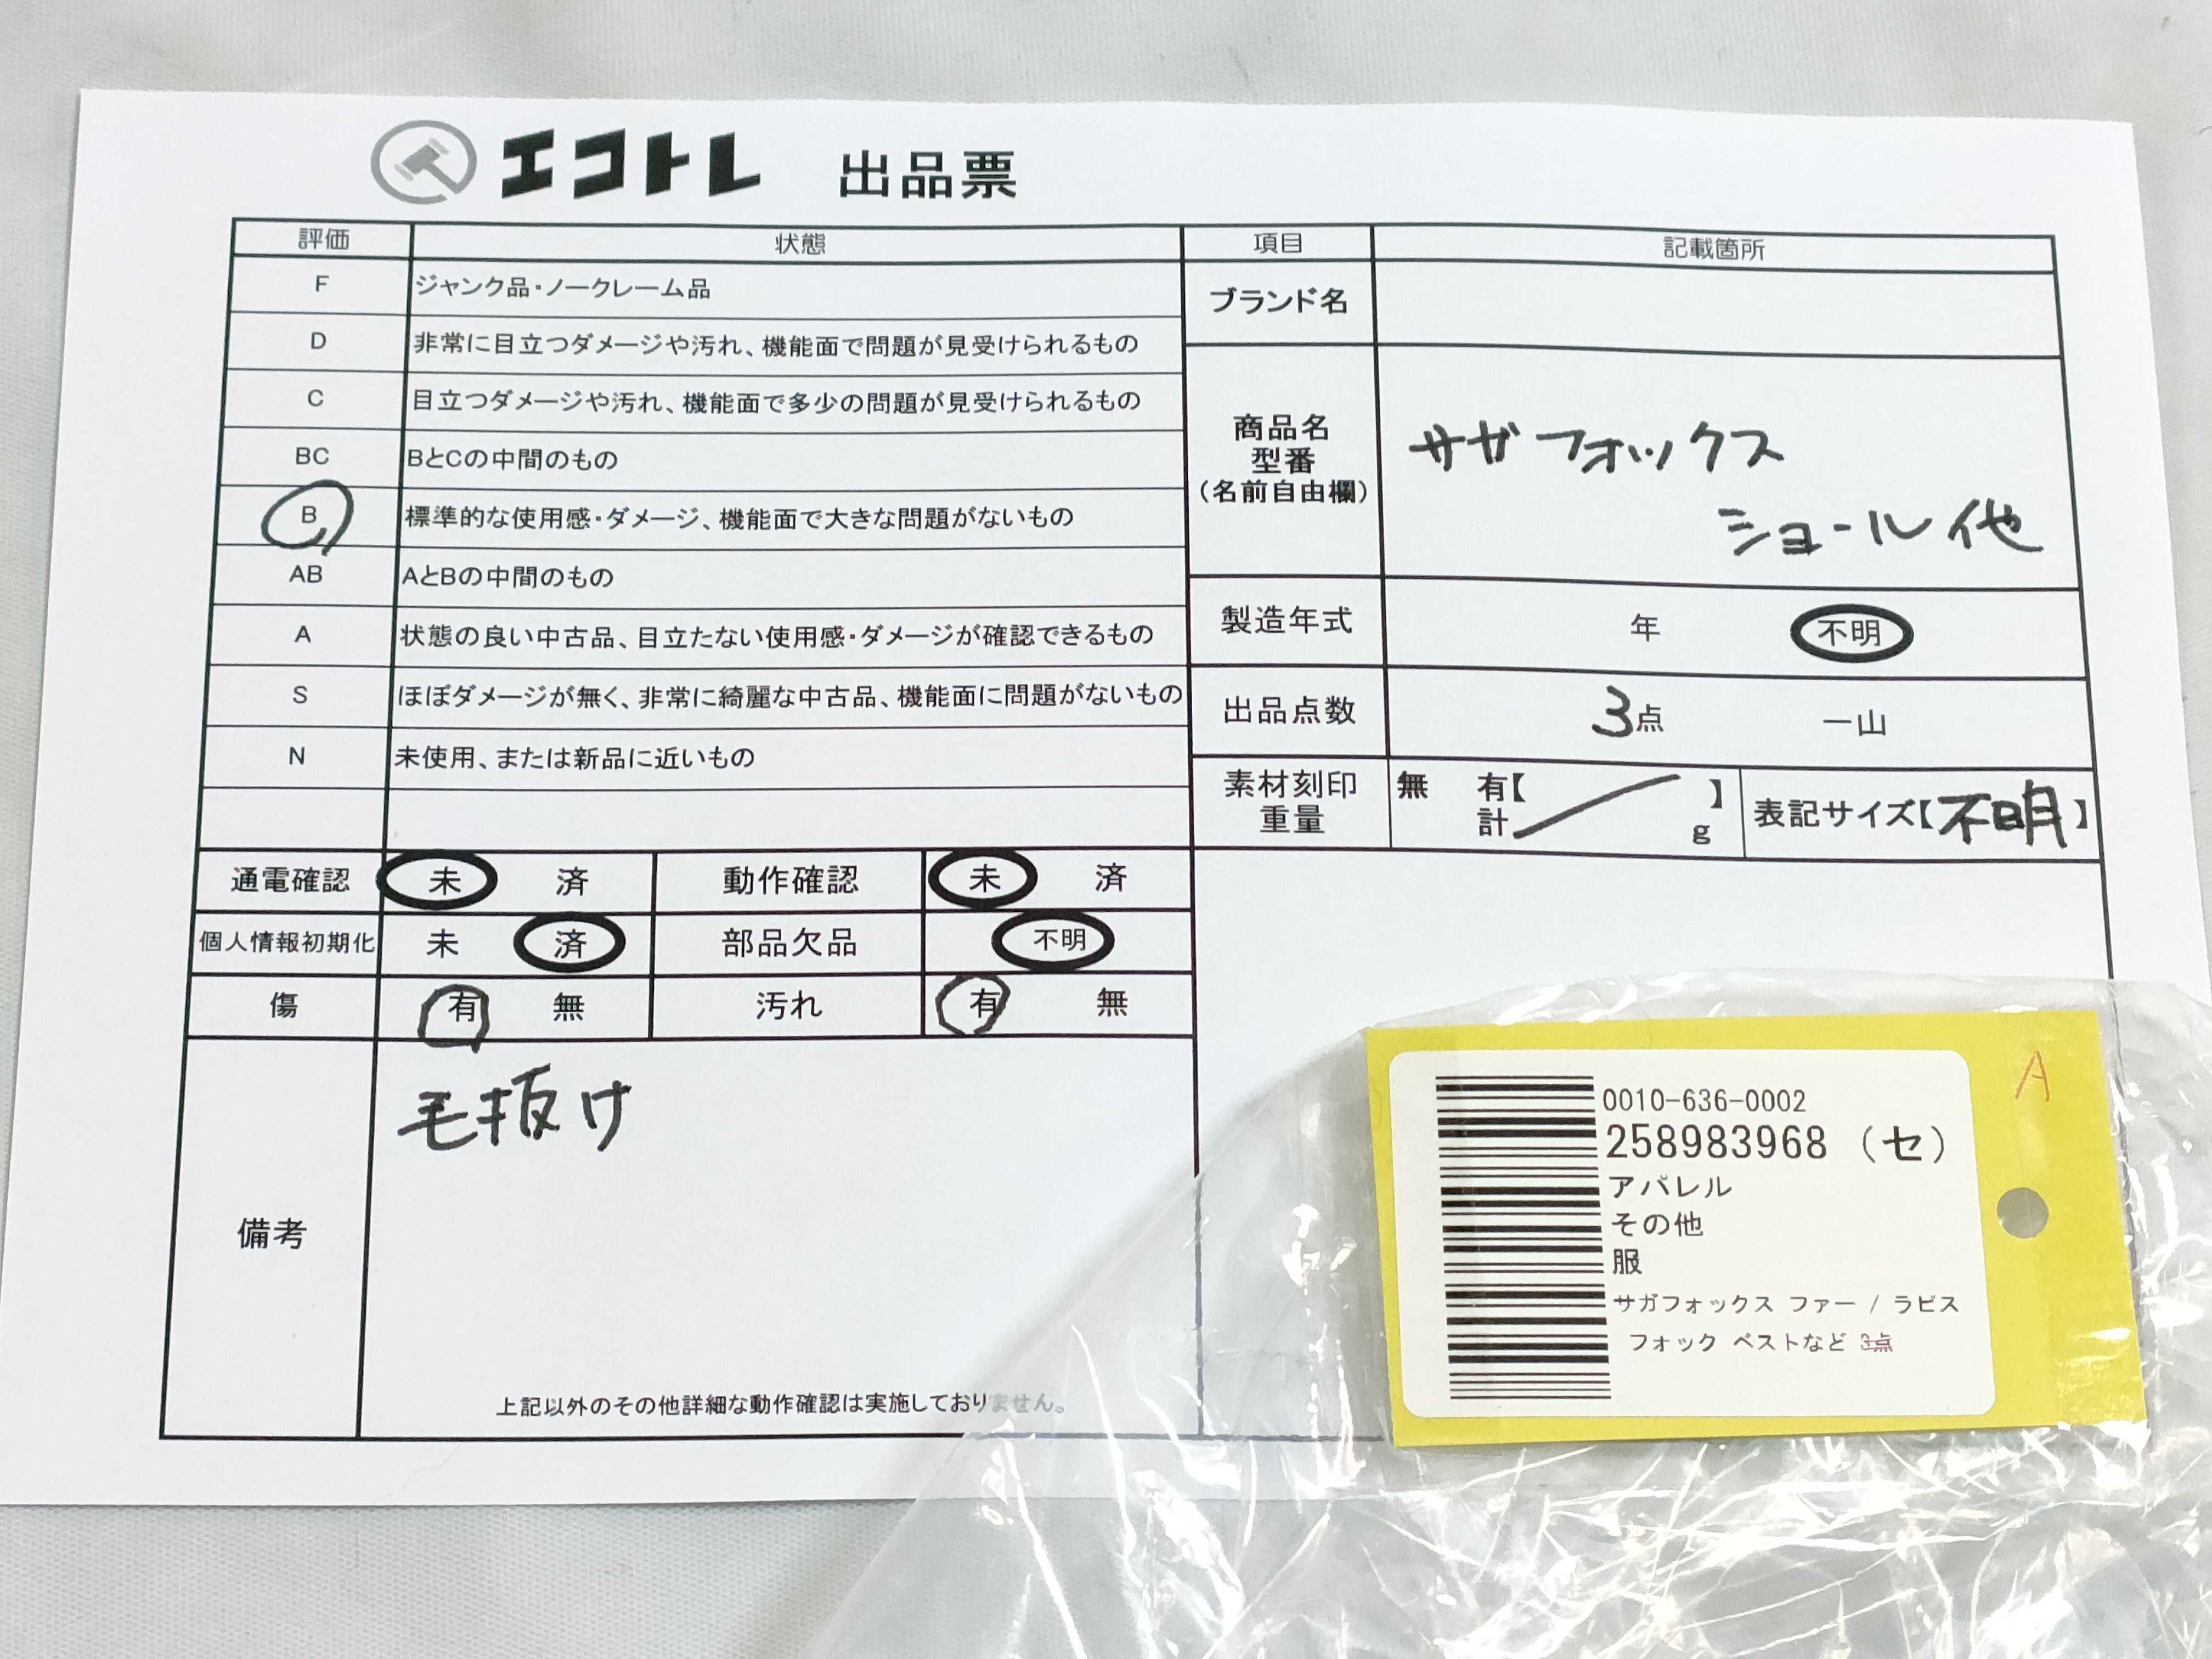 エコトレ 出品票
評価 状態
F ジャンク品・ノークレーム品
D 非常に目立つダメージや汚れ、機能面で問題が見受けられるもの
C 目立つダメージや汚れ、機能面で多少の問題が見受けられるもの
BC BとCの中間のもの
B 標準的な使用感・ダメージ、機能面で大きな問題がないもの
AB AとBの中間のもの
A 状態の良い中古品、目立たない使用感・ダメージが確認できるもの
S ほぼダメージが無く、非常に綺麗な中古品、機能面に問題がないもの
N 未使用、または新品に近いもの
通電確認 未 済 動作確認 未 済
個人情報初期化 未 済 部品欠品 不明
傷 有 無 汚れ 有 無
備考
毛抜け
上記以外のその他詳細な動作確認は実施しておりません。
項目 記載箇所
ブランド名
商品名
型番
(名前自由欄)
サガフォックス
ショール他
製造年式 年 不明
出品点数 3点 一山
素材刻印
重量
無 有【 】
計 g
表記サイズ【不明】
A
0010-636-0002
258983968 (セ)
アパレル
その他
服
サガフォックス ファー / ラビス
フォック ベストなど 3点